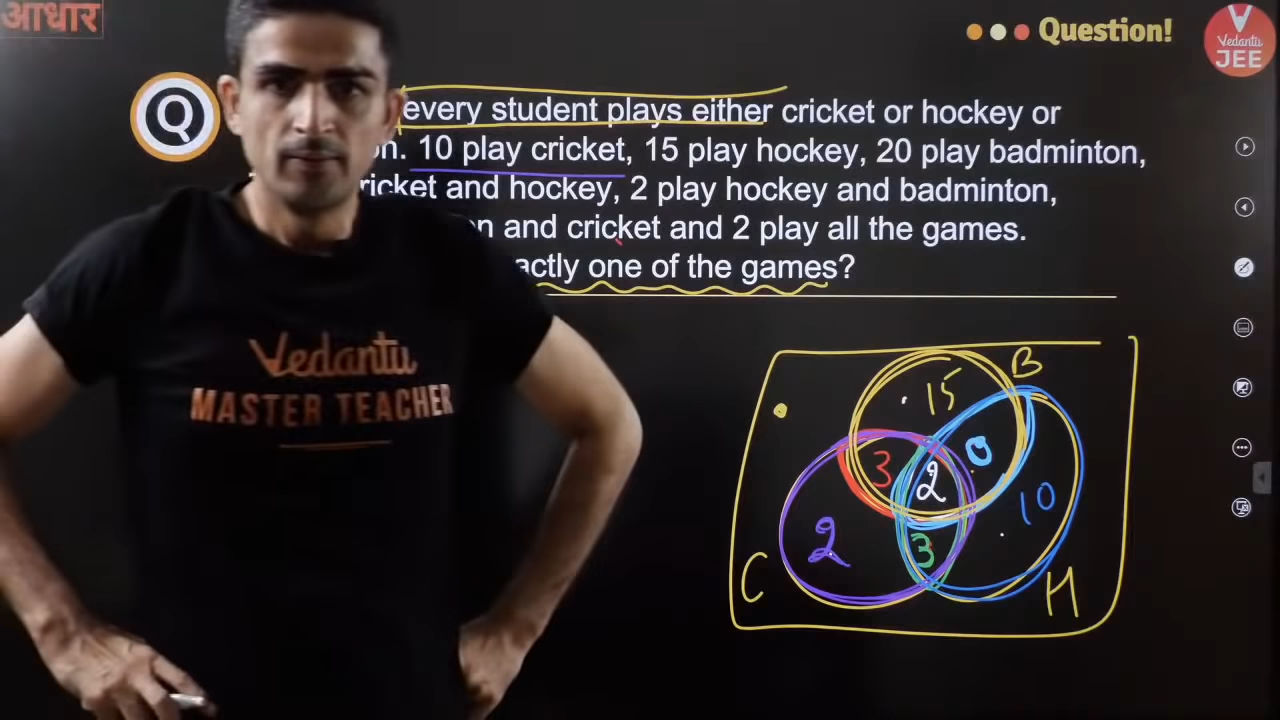 आधार
Question!
Vedantu
JEE
Q
every student plays either cricket or hockey or
10 play cricket, 15 play hockey, 20 play badminton,
and hockey, 2 play hockey and badminton,
and cricket and 2 play all the games.
one of the games?
Vedantu
MASTER TEACHER
B
15
0
3
2
10
2
3
C
H